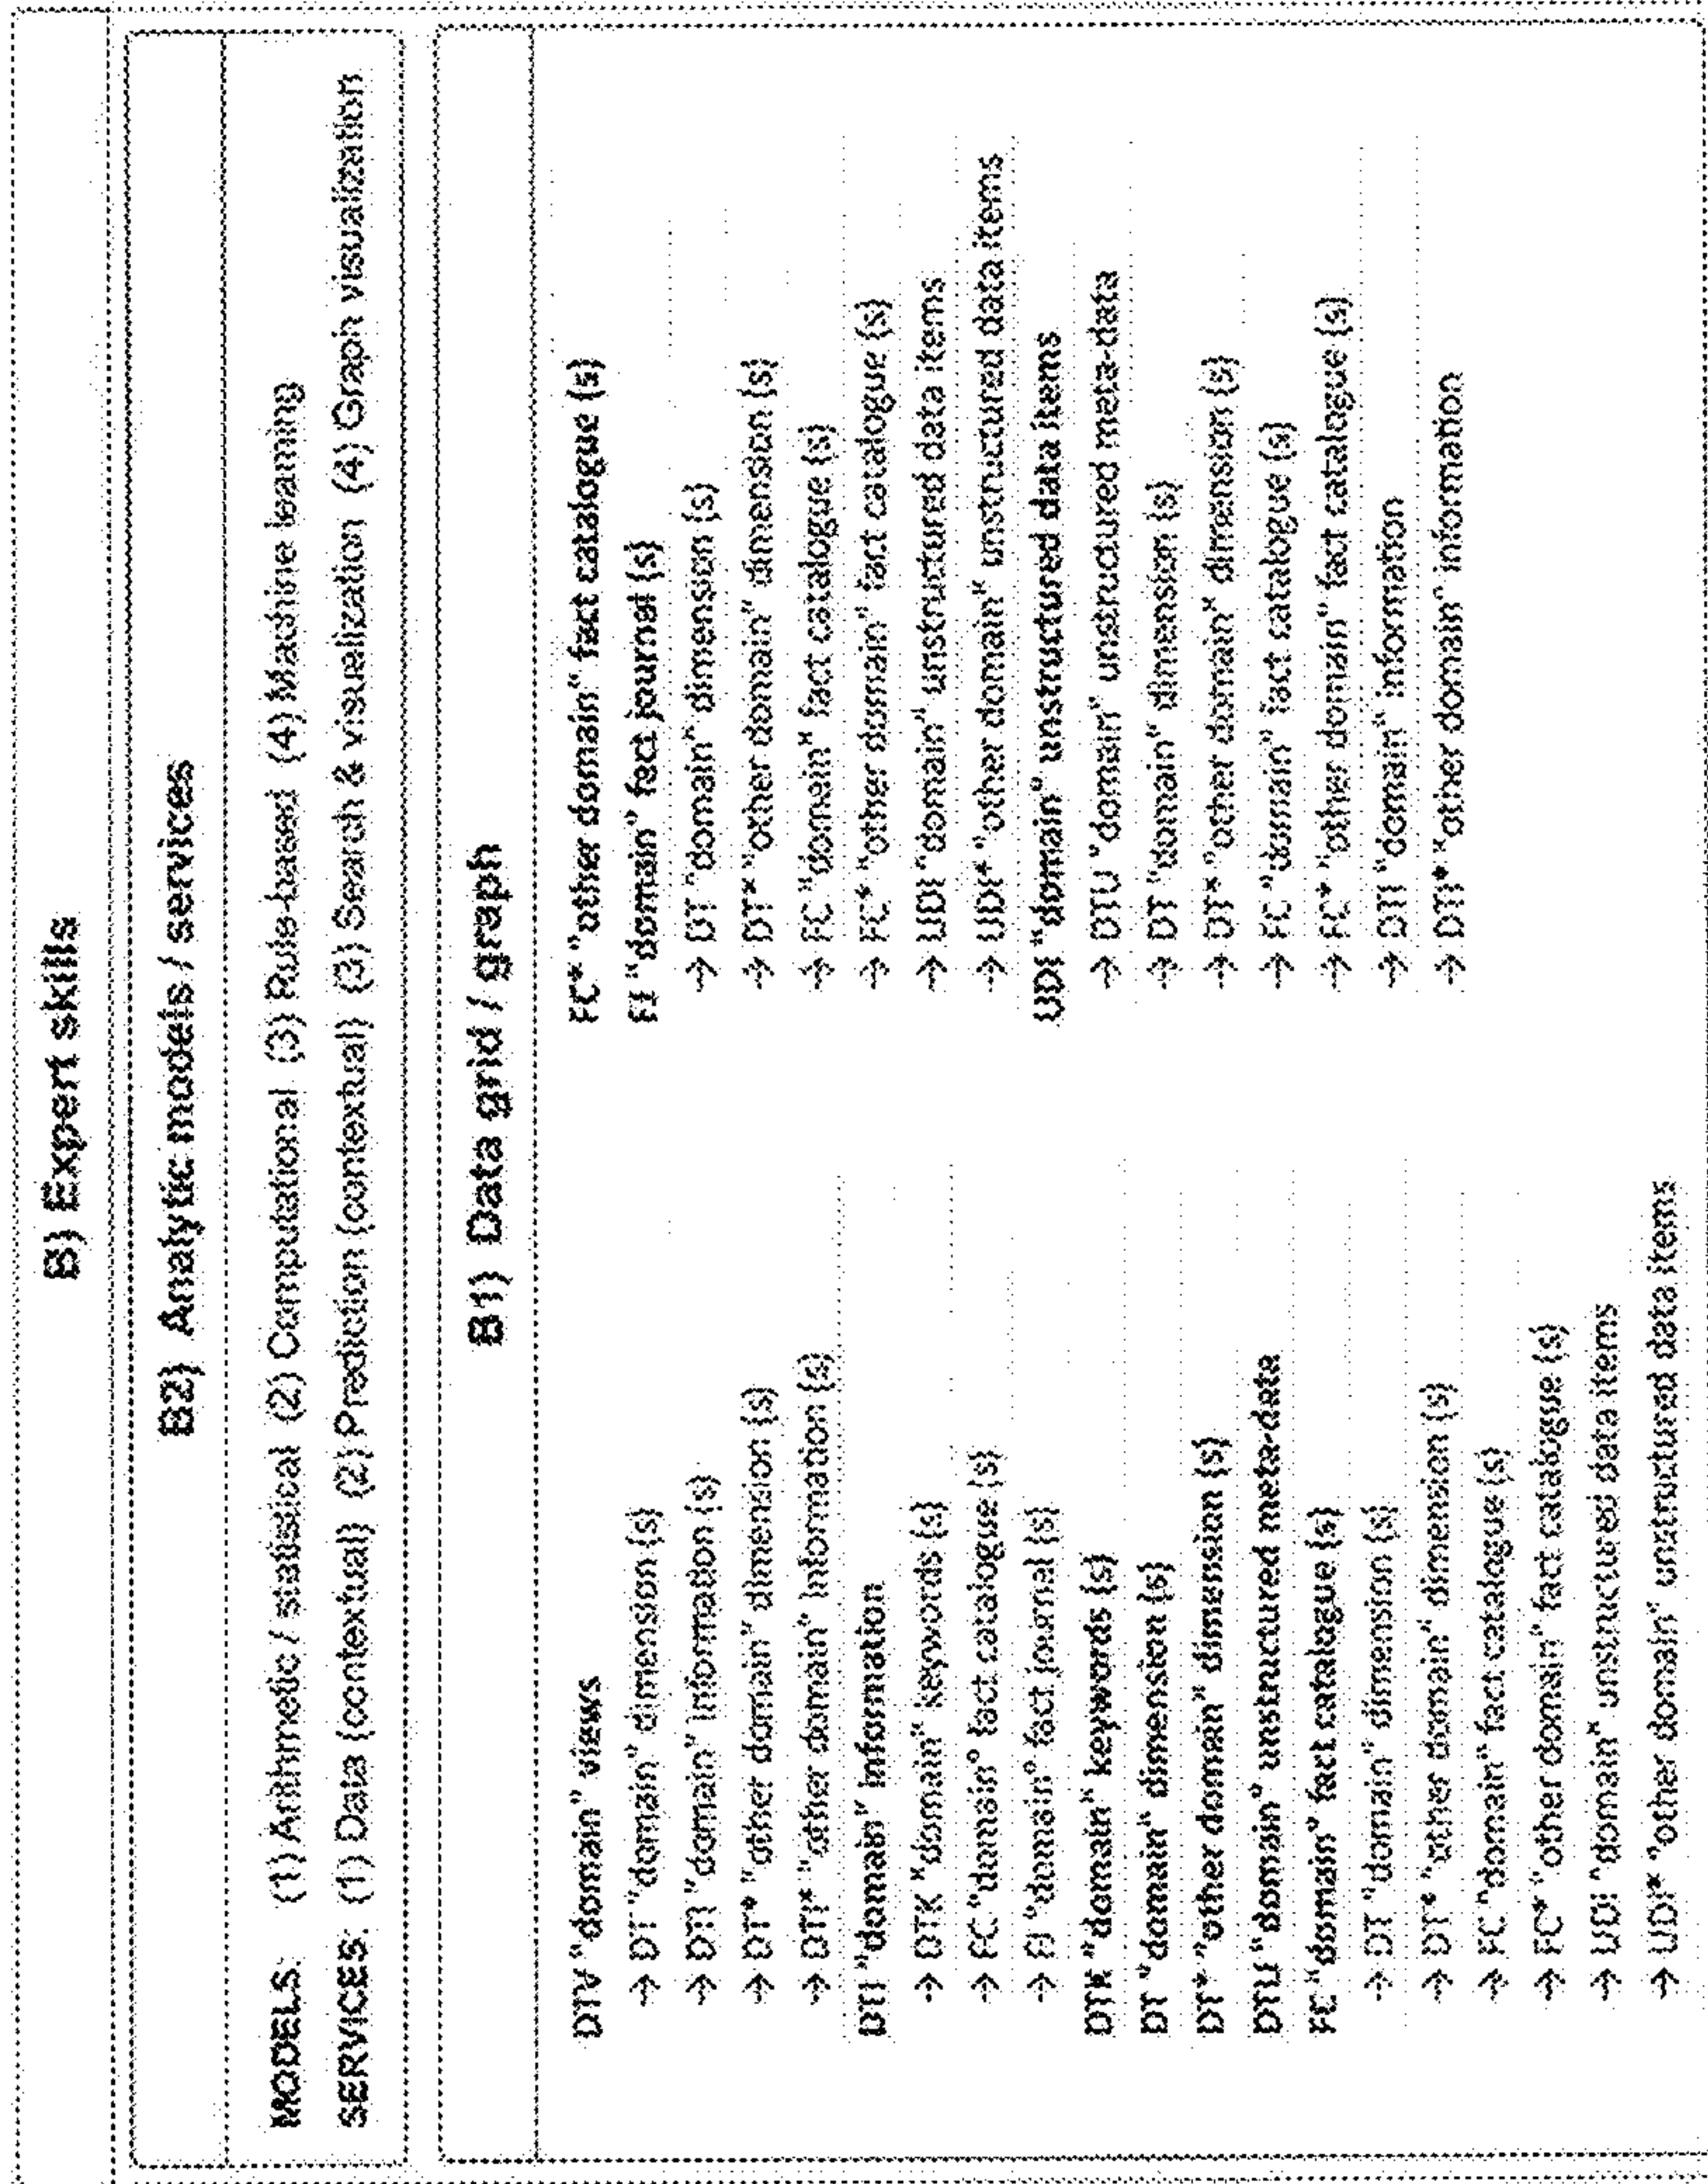 B) Expert skills
B2) Analytic models / services
MODELS: (1) Arithmetic / statistical (2) Computational (3) Rule-based (4) Machine learning
SERVICES: (1) Data (contextual) (2) Prediction (contextual) (3) Search & visualization (4) Graph visualization
B1) Data grid / graph
DTV "domain" views
→ DT "domain" dimension (s)
→ DTI "domain" information (s)
→ DT* "other domain" dimension (s)
→ DTI* "other domain" information (s)
DTI "domain" information
→ DTK "domain" keywords (s)
→ FC "domain" fact catalogue (s)
→ FJ "domain" fact journal (s)
DTK "domain" keywords (s)
DT "domain" dimension (s)
DT* "other domain" dimension (s)
DTU "domain" unstructured meta-data
FC "domain" fact catalogue (s)
→ DT "domain" dimension (s)
→ DT* "other domain" dimension (s)
→ FC "domain" fact catalogue (s)
→ FC* "other domain" fact catalogue (s)
→ UDI "domain" unstructured data items
→ UDI* "other domain" unstructured data items
FC* "other domain" fact catalogue (s)
FJ "domain" fact journal (s)
→ DT "domain" dimension (s)
→ DT* "other domain" dimension (s)
→ FC "domain" fact catalogue (s)
→ FC* "other domain" fact catalogue (s)
→ UDI "domain" unstructured data items
→ UDI* "other domain" unstructured data items
UDI "domain" unstructured data items
→ DTU "domain" unstructured meta-data
→ DT "domain" dimension (s)
→ DT* "other domain" dimension (s)
→ FC "domain" fact catalogue (s)
→ FC* "other domain" fact catalogue (s)
→ DTI "domain" information
→ DTI* "other domain" information